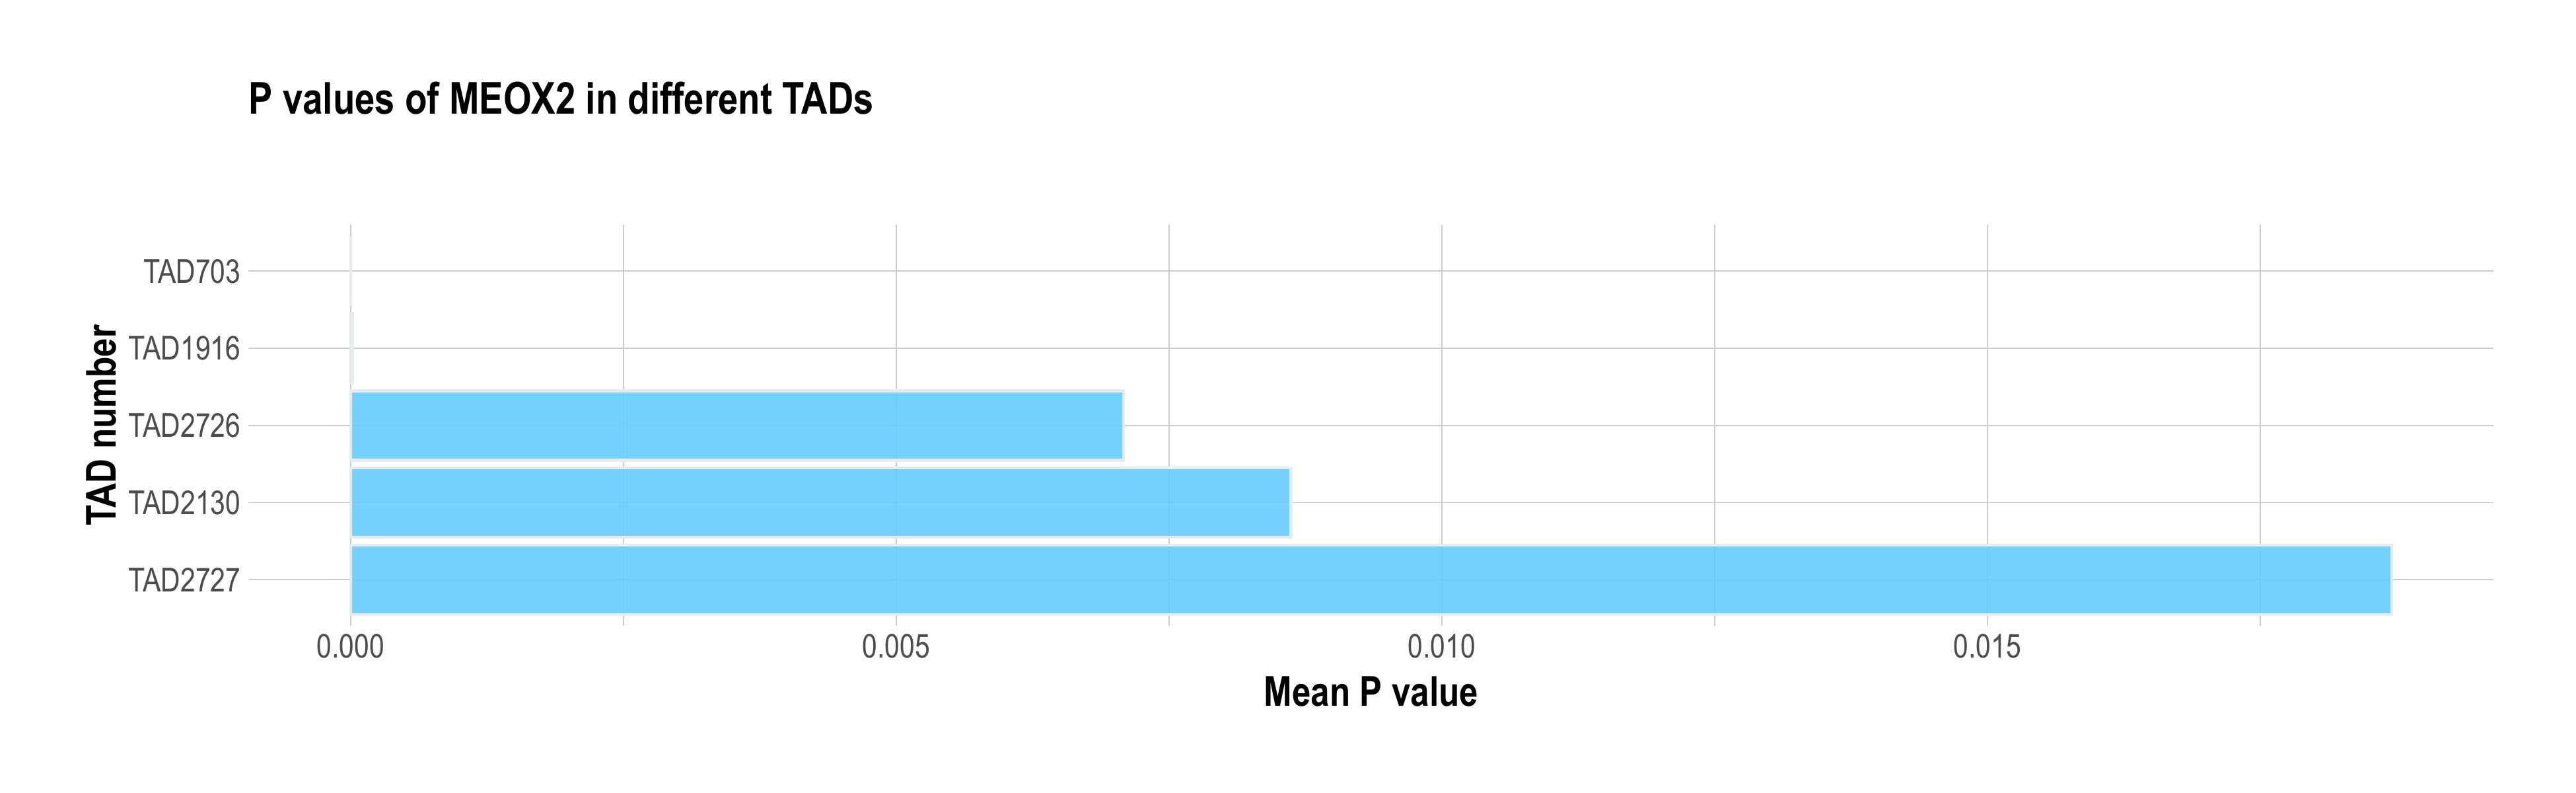 P values of MEOX2 in different TADs
TAD number
TAD703
TAD1916
TAD2726
TAD2130
TAD2727
0.000 0.005 0.010 0.015
Mean P value